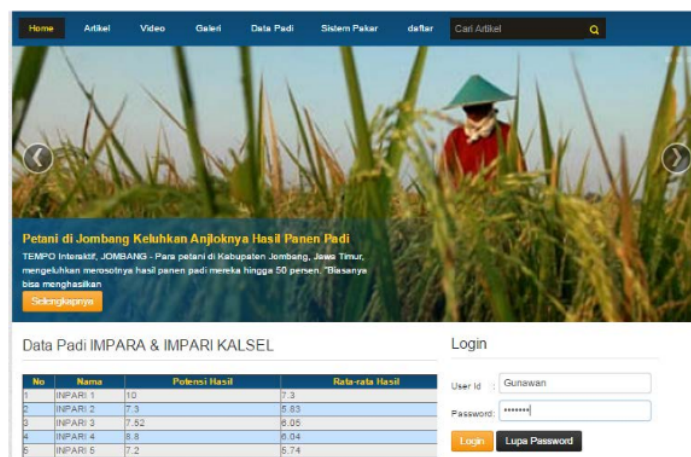 Home Artikel Video Galeri Data Padi Sistem Pakar daftar Cari Artikel
Petani di Jombang Keluhkan Anjloknya Hasil Panen Padi
TEMPO Interaktif, JOMBANG - Para petani di Kabupaten Jombang, Jawa Timur,
mengeluhkan merosotnya hasil panen padi mereka hingga 50 persen. "Biasanya
bisa menghasilkan
Selengkapnya
Data Padi IMPARA & IMPARI KALSEL
No Nama Potensi Hasil Rata-rata Hasil
1 INPARI 1 10 7.3
2 INPARI 2 7.3 5.83
3 INPARI 3 7.52 6.05
4 INPARI 4 8.8 6.04
5 INPARI 5 7.2 5.74
Login
User Id : Gunawan
Password: •••••••
Login Lupa Password